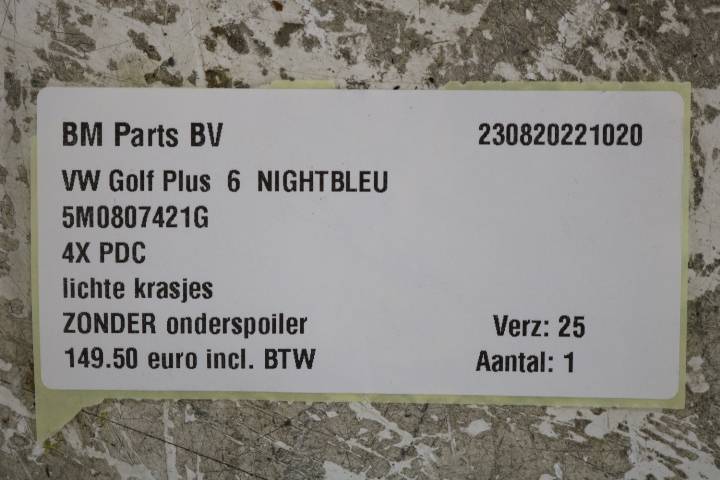 BM Parts BV 230820221020
VW Golf Plus 6 NIGHTBLEU
5M0807421G
4X PDC
lichte krasjes
ZONDER onderspoiler Verz: 25
149.50 euro incl. BTW Aantal: 1